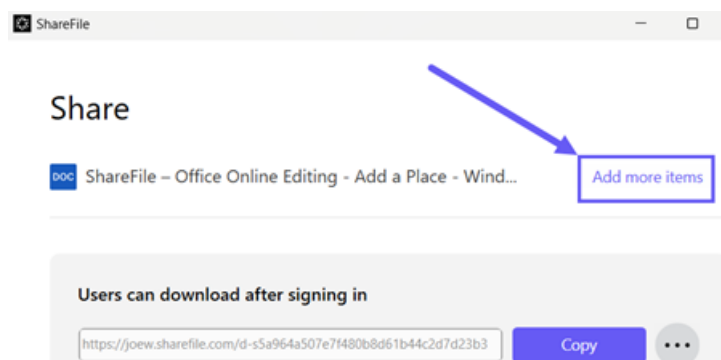 ShareFile
Share
DOC ShareFile – Office Online Editing - Add a Place - Wind... Add more items
Users can download after signing in
https://joew.sharefile.com/d-s5a964a507e7f480b8d61b44c2d7d23b3 Copy ...